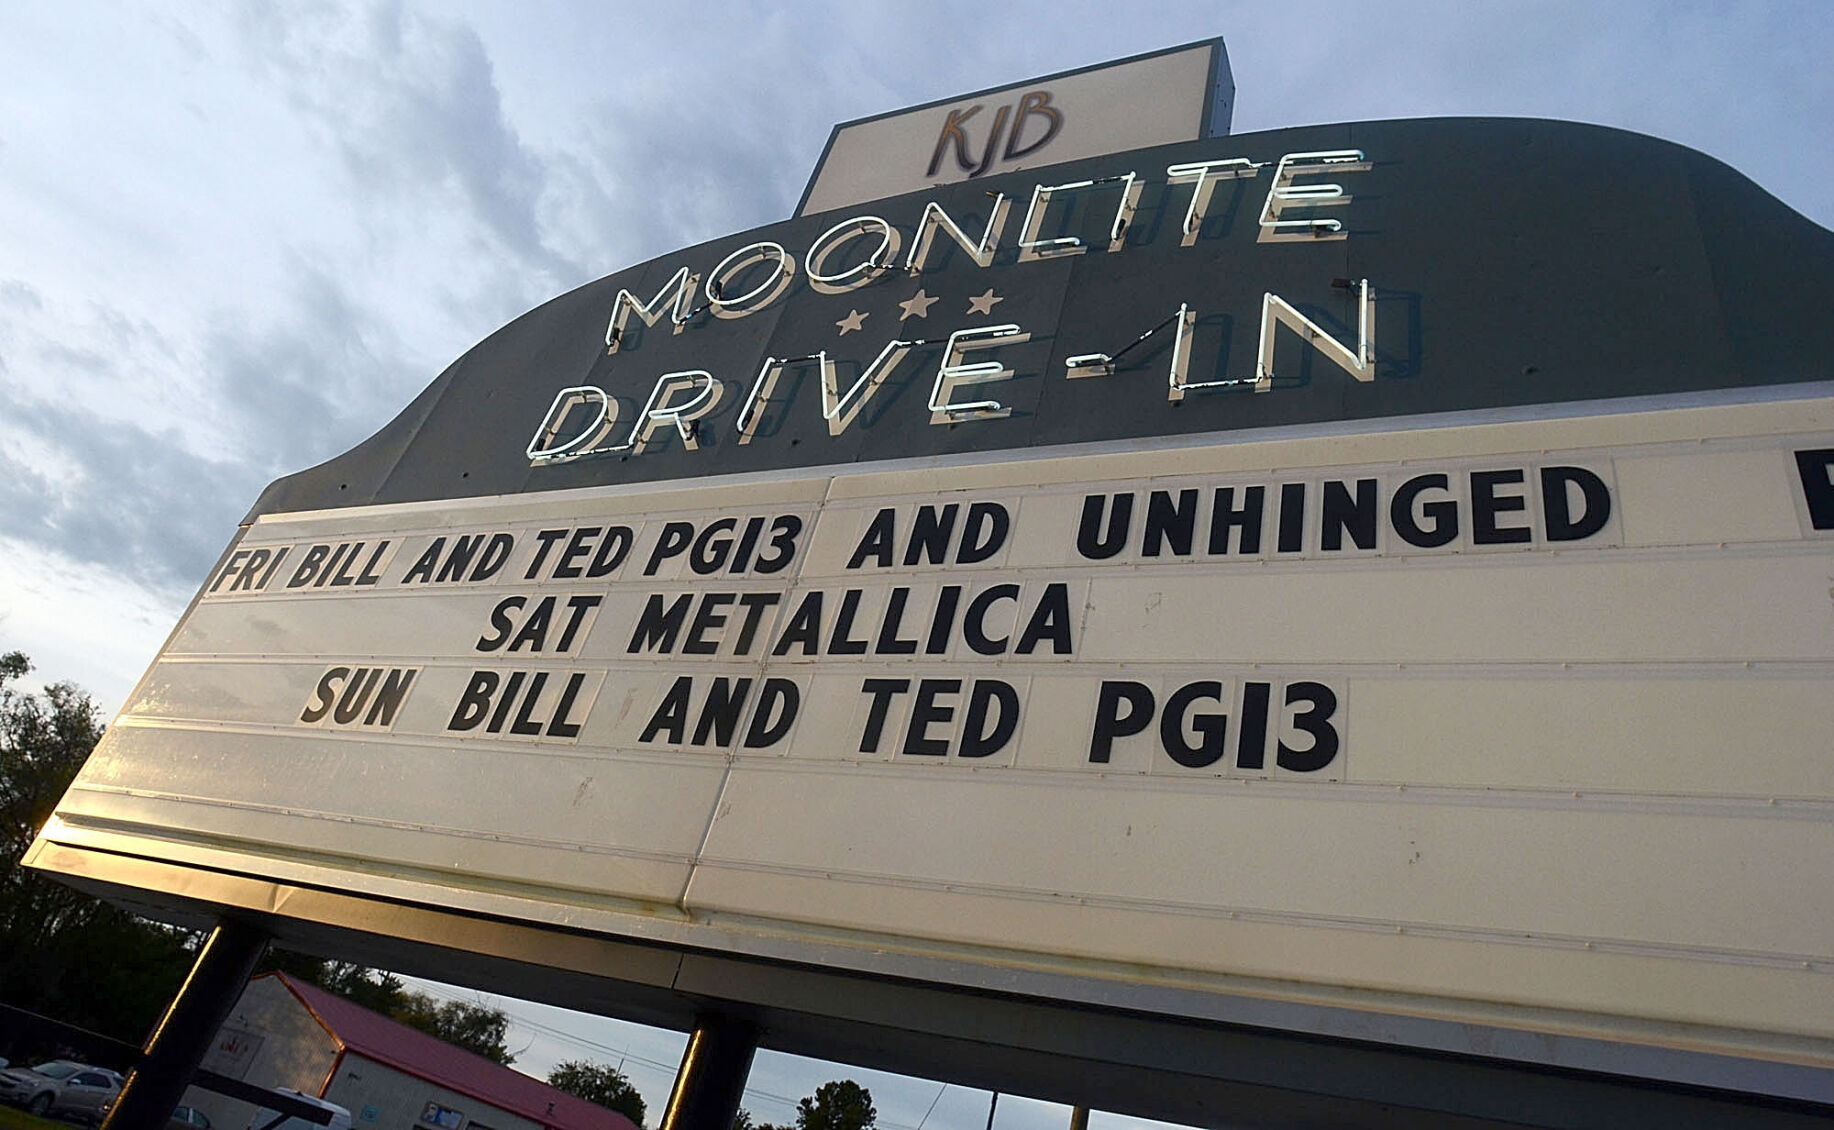 KJB
MOONLITE
DRIVE-IN
FRI BILL AND TED PG13 AND UNHINGED
SAT METALLICA
SUN BILL AND TED PG13